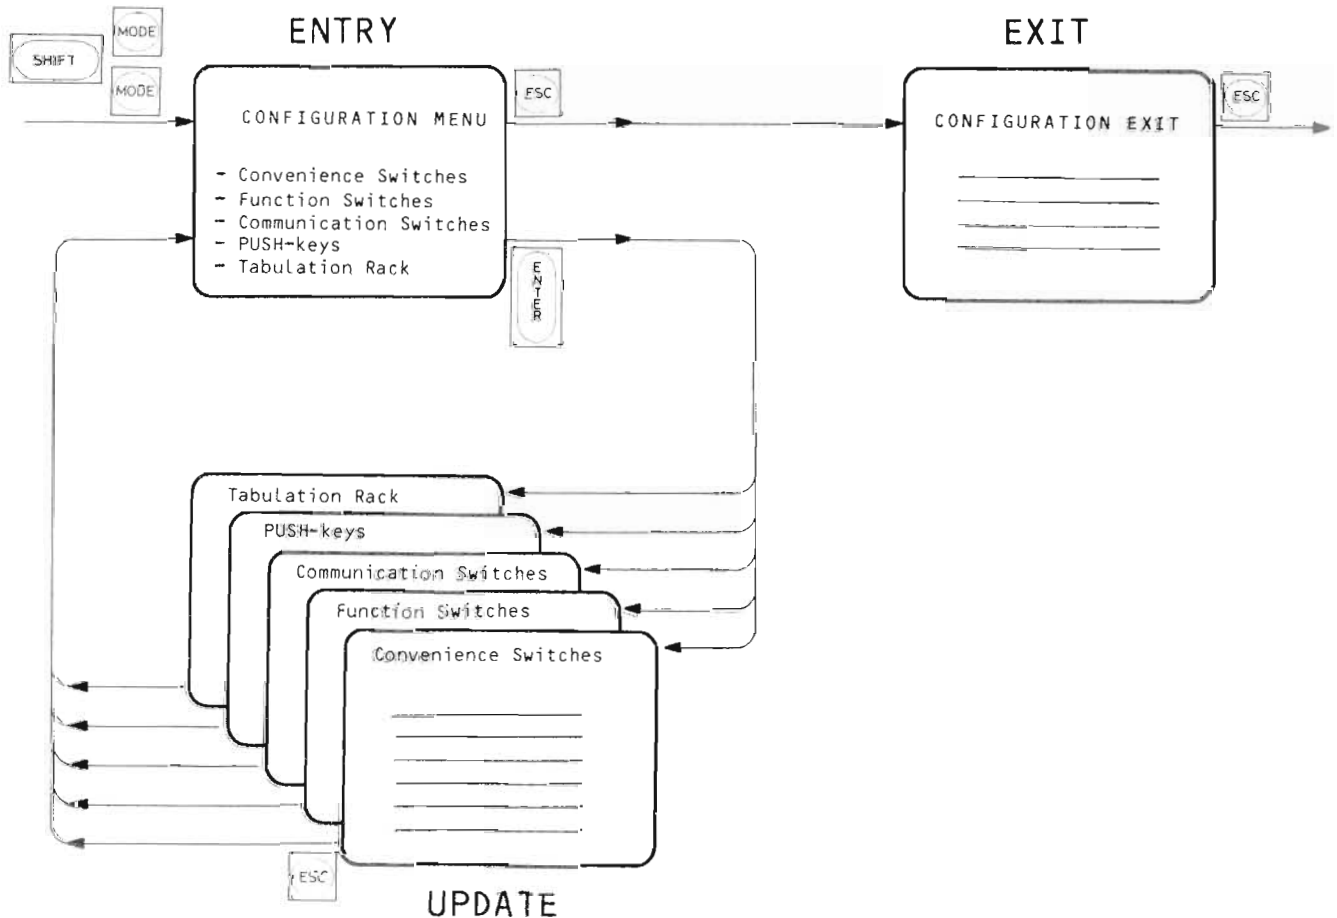 ENTRY
EXIT
SHIFT
MODE
MODE
ESC
ESC
CONFIGURATION MENU
- Convenience Switches
- Function Switches
- Communication Switches
- PUSH-keys
- Tabulation Rack
CONFIGURATION EXIT
ENTER
Tabulation Rack
PUSH-keys
Communication Switches
Function Switches
Convenience Switches
ESC
UPDATE